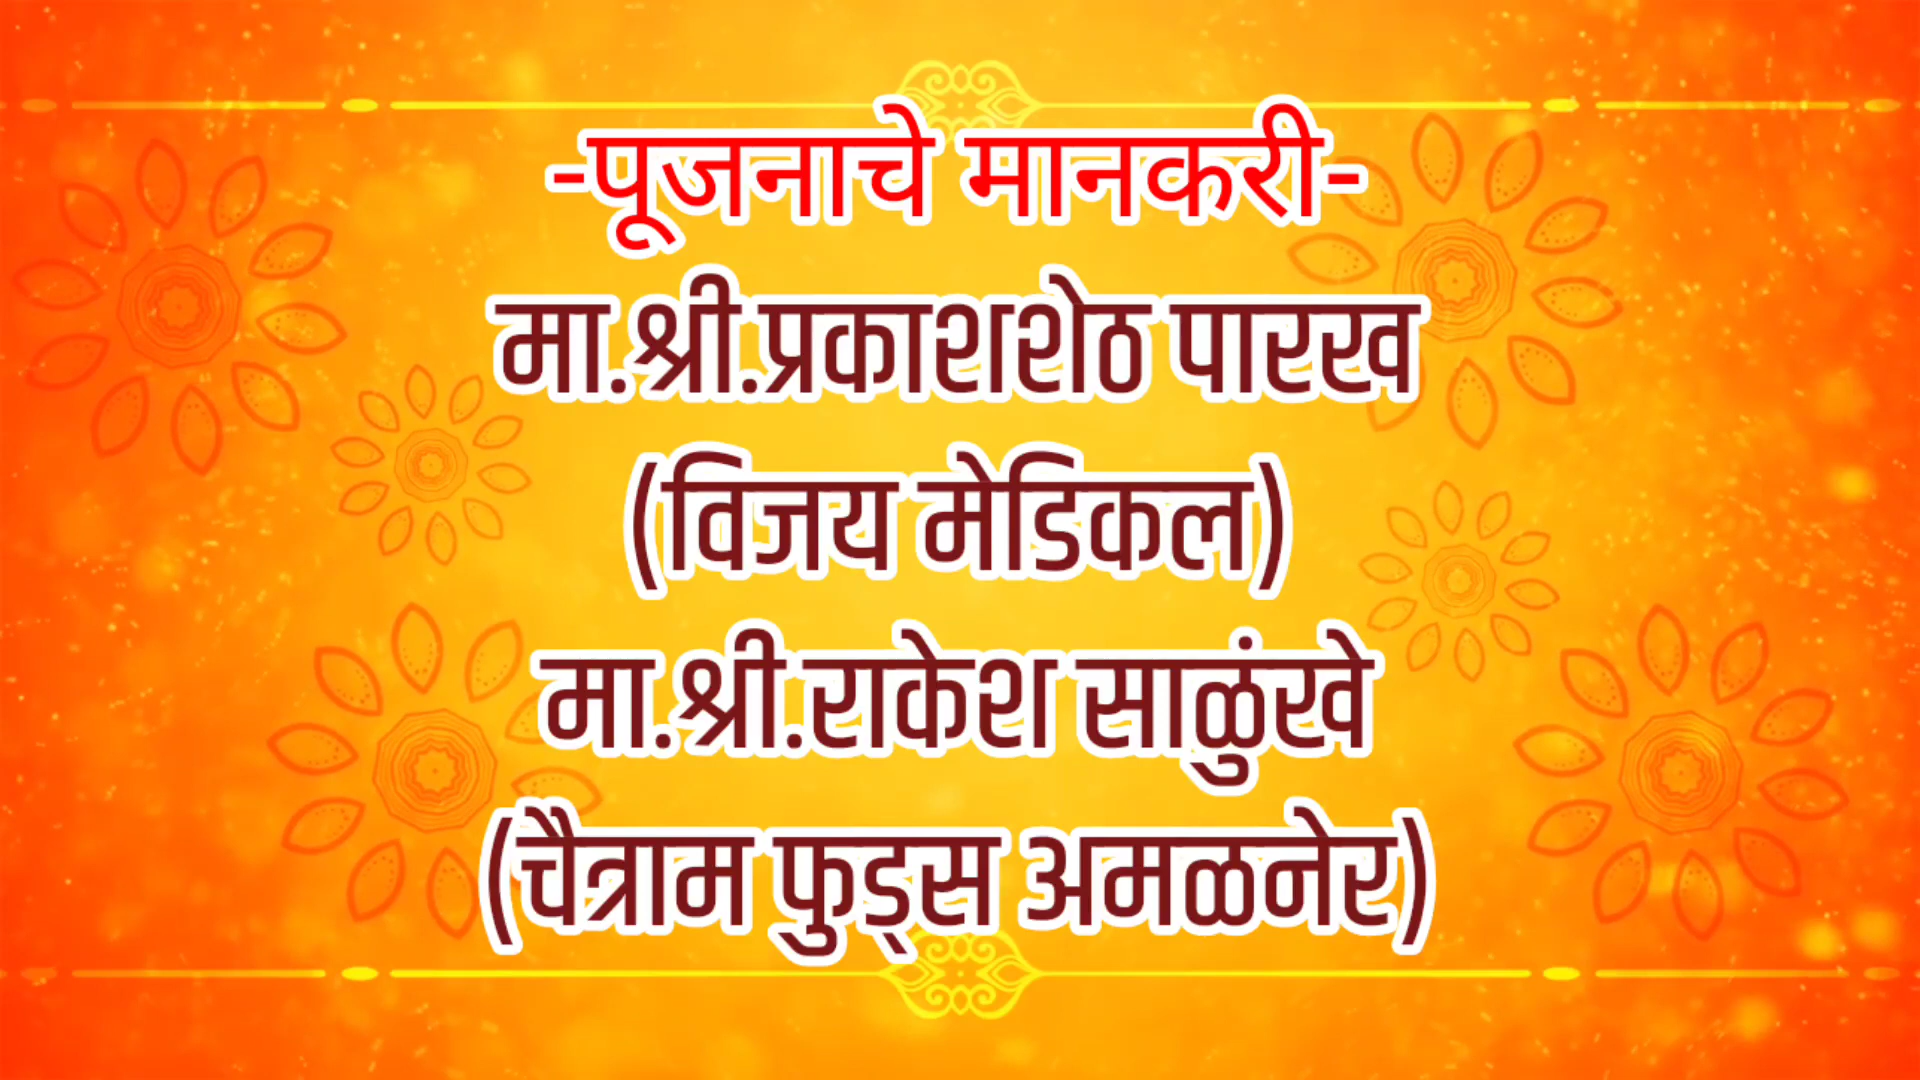 -पूजनाचे मानकरी-
मा.श्री.प्रकाशशेठ पारख
(विजय मेडिकल)
मा.श्री.राकेश साळुंखे
(चैत्राम फुड्स अमळनेर)